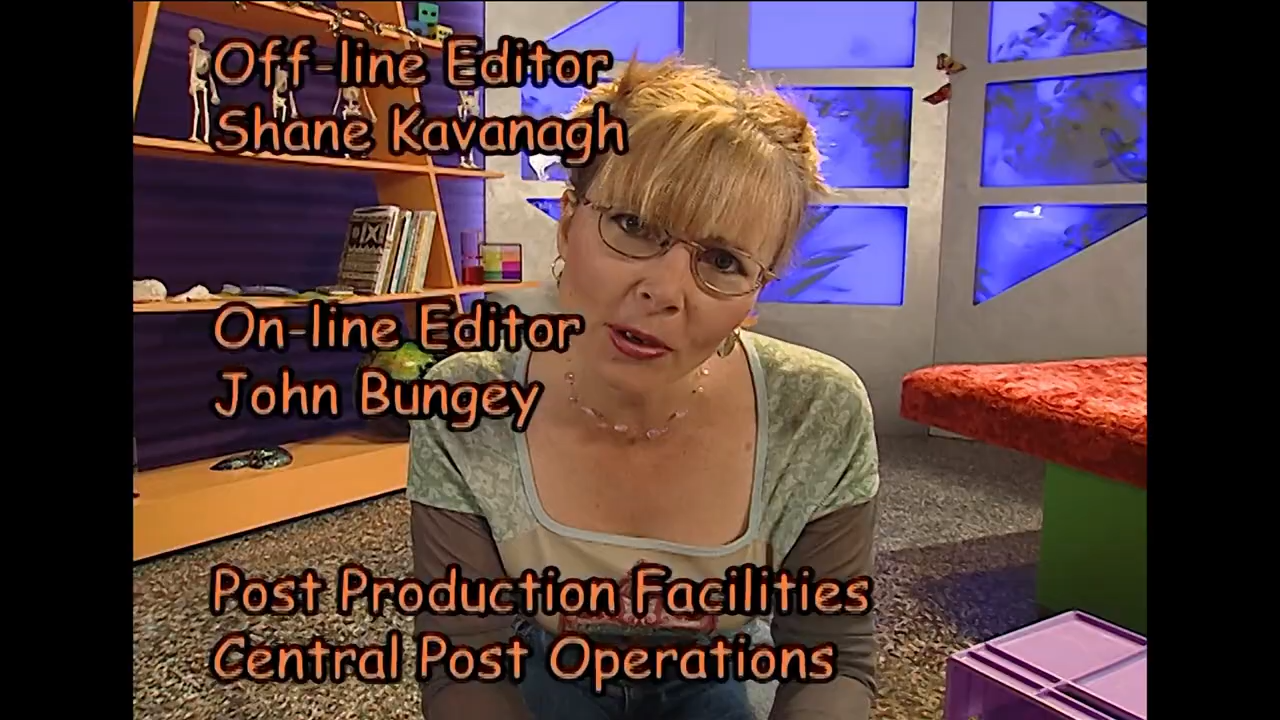 Off-line Editor
Shane Kavanagh
On-line Editor
John Bungey
Post Production Facilities
Central Post Operations